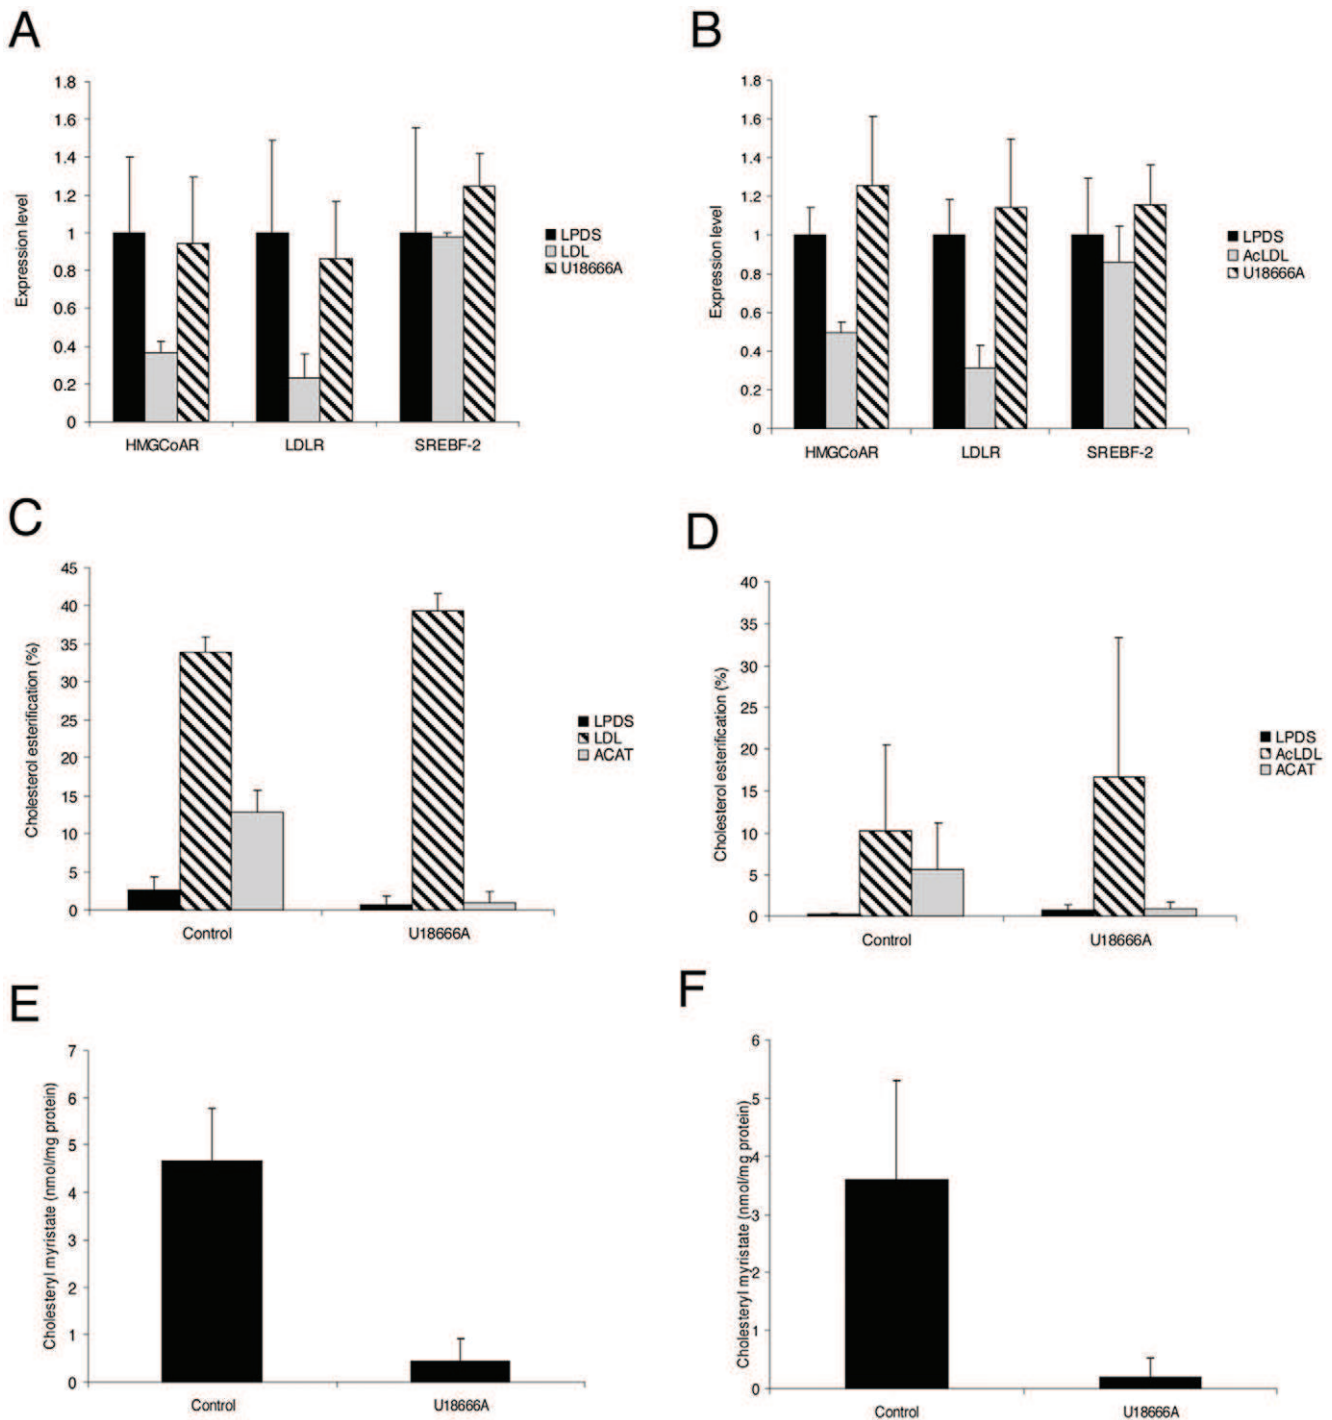 A
1.8
1.6
1.4
1.2
1
0.8
0.6
0.4
0.2
0
Expression level
HMGCoAR LDLR SREBF-2
LPDS
LDL
U18666A
B
1.8
1.6
1.4
1.2
1
0.8
0.6
0.4
0.2
0
Expression level
HMGCoAR LDLR SREBF-2
LPDS
AcLDL
U18666A
C
45
40
35
30
25
20
15
10
5
0
Cholesterol esterification (%)
Control U18666A
LPDS
LDL
ACAT
D
40
35
30
25
20
15
10
5
0
Cholesterol esterification (%)
Control U18666A
LPDS
AcLDL
ACAT
E
7
6
5
4
3
2
1
0
Cholesteryl myristate (nmol/mg protein)
Control U18666A
F
6
5
4
3
2
1
0
Cholesteryl myristate (nmol/mg protein)
Control U18666A